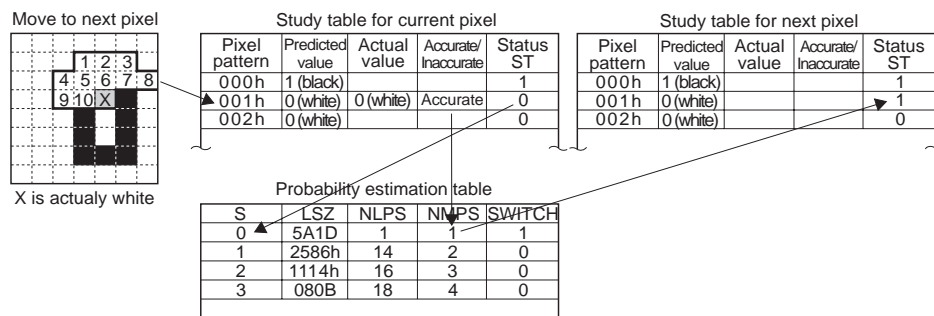 Move to next pixel
1 2 3
4 5 6 7 8
9 10 X
X is actualy white
Study table for current pixel
Pixel pattern Predicted value Actual value Accurate/ Inaccurate Status ST
000h 1 (black) 1
001h 0 (white) 0 (white) Accurate 0
002h 0 (white) 0
Study table for next pixel
Pixel pattern Predicted value Actual value Accurate/ Inaccurate Status ST
000h 1 (black) 1
001h 0 (white) 1
002h 0 (white) 0
Probability estimation table
S LSZ NLPS NMPS SWITCH
0 5A1D 1 1 1
1 2586h 14 2 0
2 1114h 16 3 0
3 080B 18 4 0